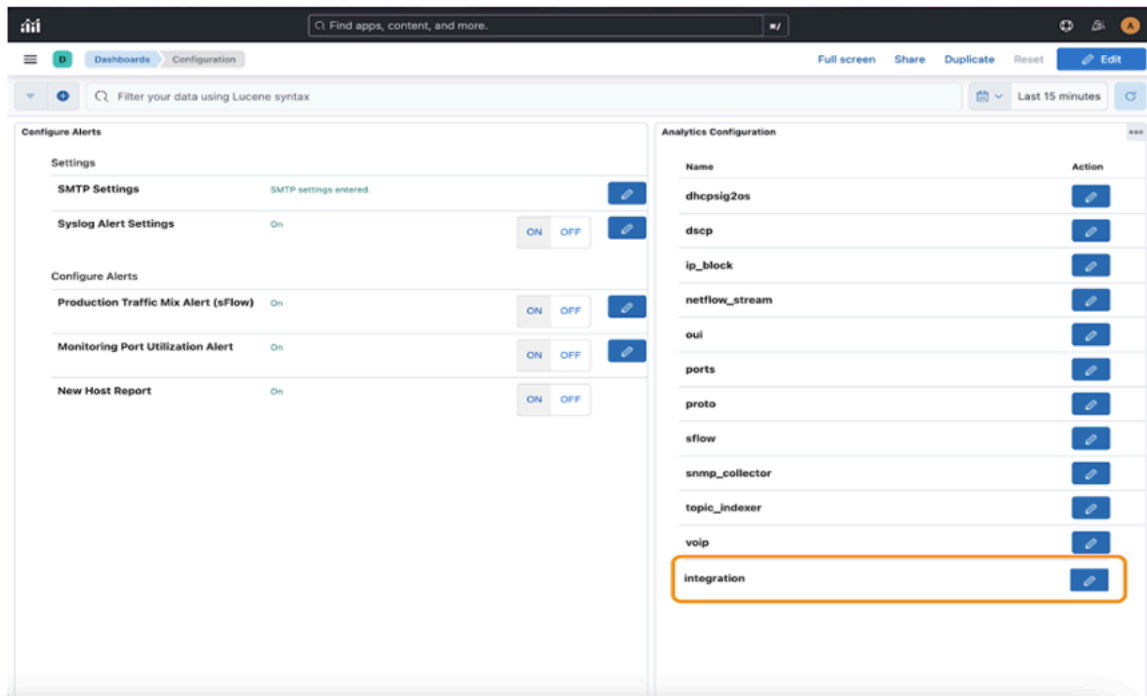 Find apps, content, and more.
⌘/
A
D Dashboards Configuration Full screen Share Duplicate Reset Edit
Filter your data using Lucene syntax Last 15 minutes
Configure Alerts
Settings
SMTP Settings SMTP settings entered.
Syslog Alert Settings On ON OFF
Configure Alerts
Production Traffic Mix Alert (sFlow) On ON OFF
Monitoring Port Utilization Alert On ON OFF
New Host Report On ON OFF
Analytics Configuration
Name Action
dhcpsig2os
dscp
ip_block
netflow_stream
oui
ports
proto
sflow
snmp_collector
topic_indexer
voip
integration